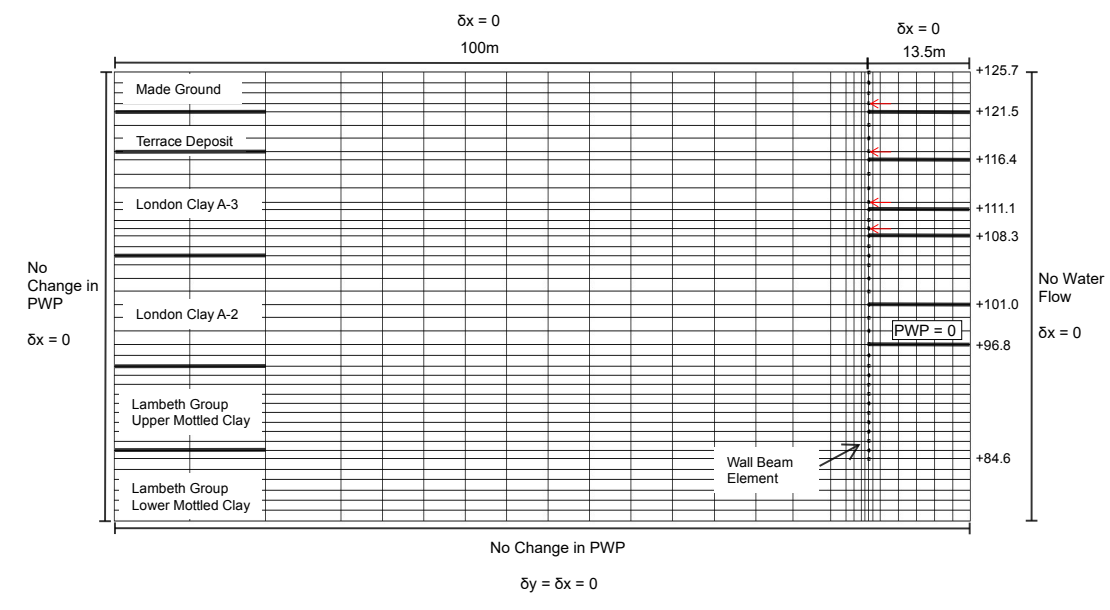 δx = 0
100m
δx = 0
13.5m
+125.7
Made Ground
+121.5
Terrace Deposit
+116.4
London Clay A-3
+111.1
+108.3
No
Change in
PWP
δx = 0
No Water
Flow
δx = 0
+101.0
London Clay A-2
PWP = 0
+96.8
Lambeth Group
Upper Mottled Clay
Wall Beam
Element
+84.6
Lambeth Group
Lower Mottled Clay
No Change in PWP
δy = δx = 0